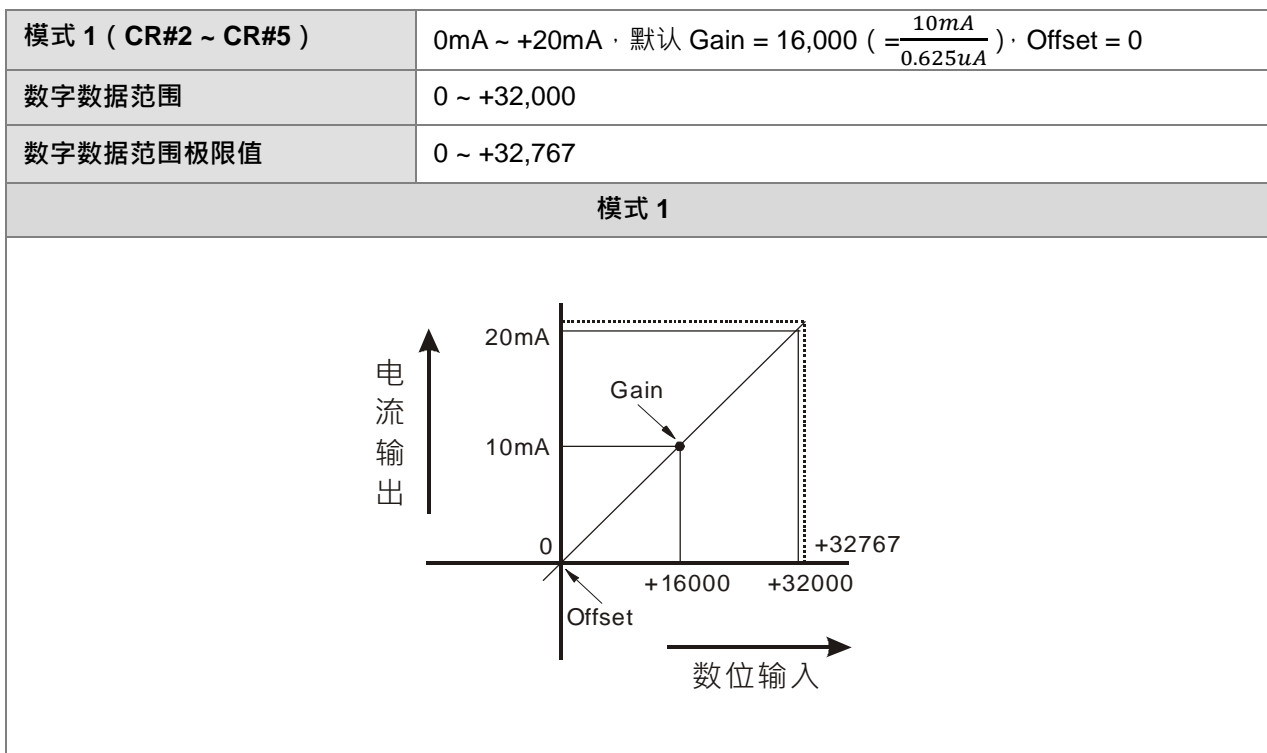 模式 1（CR#2 ~ CR#5）
0mA ~ +20mA，默认 Gain = 16,000（=10mA/0.625uA），Offset = 0
数字数据范围
0 ~ +32,000
数字数据范围极限值
0 ~ +32,767
模式 1
20mA
Gain
10mA
电流输出
0
+32767
+16000
+32000
Offset
数位输入